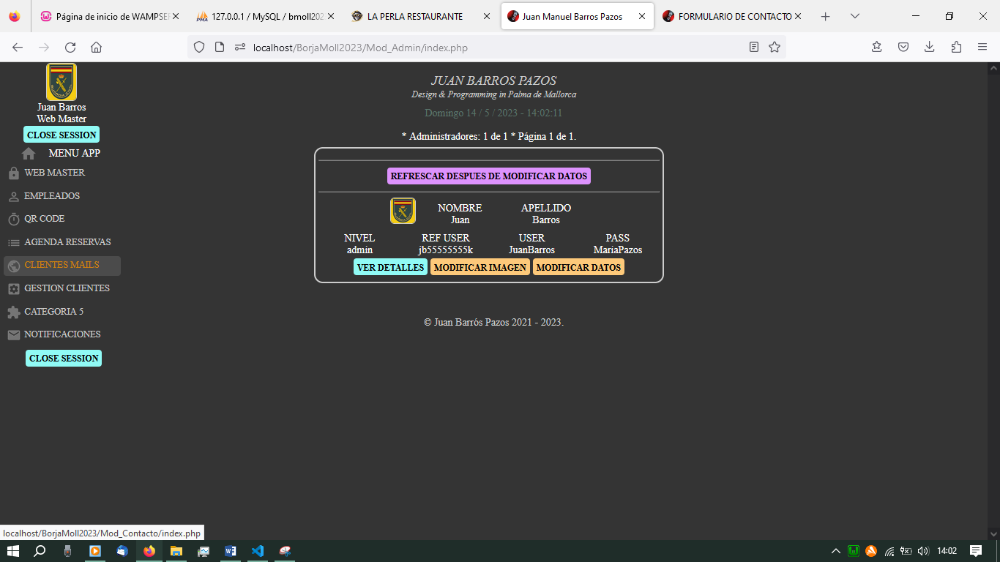 Página de inicio de WAMPSER
127.0.0.1 / MySQL / bmoll202
LA PERLA RESTAURANTE
Juan Manuel Barros Pazos
FORMULARIO DE CONTACTO
localhost/BorjaMoll2023/Mod_Admin/index.php
Juan Barros
Web Master
CLOSE SESSION
MENU APP
WEB MASTER
EMPLEADOS
QR CODE
AGENDA RESERVAS
CLIENTES MAILS
GESTION CLIENTES
CATEGORIA 5
NOTIFICACIONES
CLOSE SESSION
JUAN BARROS PAZOS
Design & Programming in Palma de Mallorca
Domingo 14 / 5 / 2023 - 14:02:11
* Administradores: 1 de 1 * Página 1 de 1.
REFRESCAR DESPUES DE MODIFICAR DATOS
NOMBRE APELLIDO
Juan Barros
NIVEL REF USER USER PASS
admin jb55555555k JuanBarros MariaPazos
VER DETALLES MODIFICAR IMAGEN MODIFICAR DATOS
© Juan Barrós Pazos 2021 - 2023.
localhost/BorjaMoll2023/Mod_Contacto/index.php
14:02